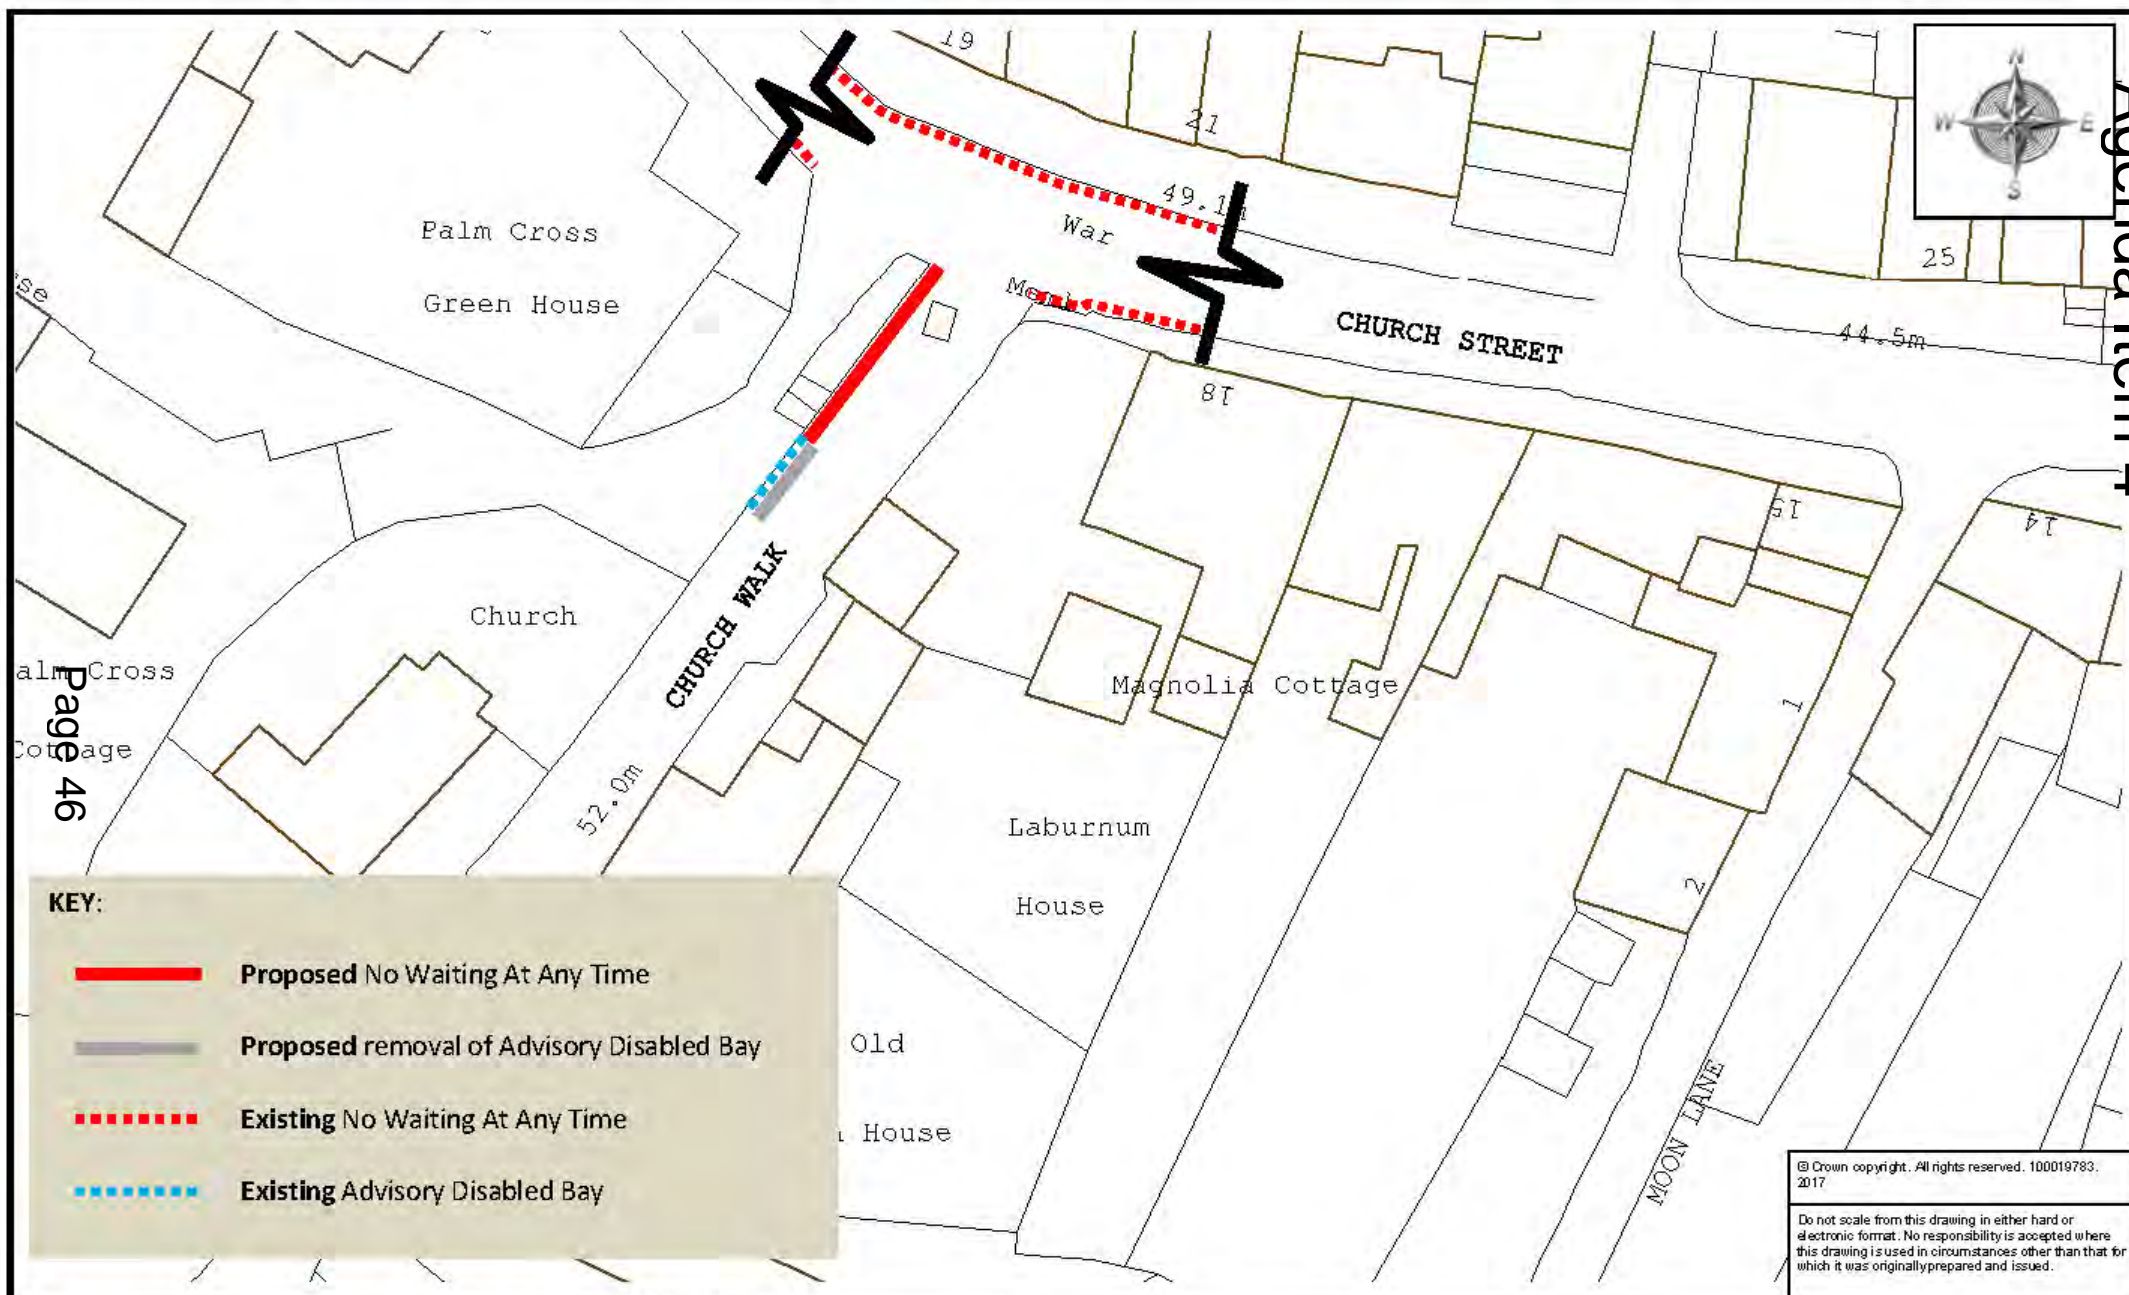 19
21
N
W
E
S
Agenda Item 4
49.1m
War
25
Palm Cross
Green House
CHURCH STREET
44.5m
18
15
14
CHURCH WALK
Church
alm Cross
Cottage
Page 46
Magnolia Cottage
1
52.0m
Laburnum
House
2
KEY:
Proposed No Waiting At Any Time
Proposed removal of Advisory Disabled Bay
Existing No Waiting At Any Time
Existing Advisory Disabled Bay
Old
House
MOON LANE
© Crown copyright. All rights reserved. 100019783.
2017
Do not scale from this drawing in either hard or
electronic format. No responsibility is accepted where
this drawing is used in circumstances other than that for
which it was originally prepared and issued.